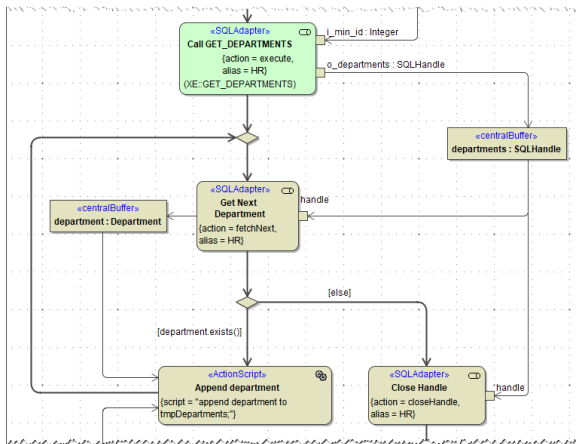 «SQLAdapter»
Call GET_DEPARTMENTS
{action = execute,
alias = HR}
(XE::GET_DEPARTMENTS)
i_min_id : Integer
o_departments : SQLHandle
«centralBuffer»
departments : SQLHandle
«SQLAdapter»
Get Next
Department
{action = fetchNext,
alias = HR}
handle
«centralBuffer»
department : Department
[else]
[department.exists()]
«ActionScript»
Append department
{script = "append department to
tmpDepartments;"}
«SQLAdapter»
Close Handle
{action = closeHandle,
alias = HR}
handle